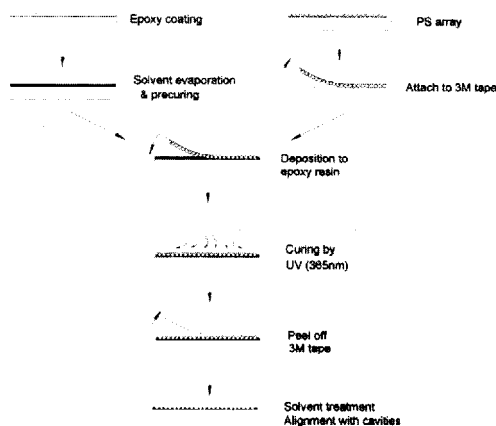 Epoxy coating
PS array
Solvent evaporation
& precuring
Attach to 3M tape
Deposition to
epoxy resin
Curing by
UV (365nm)
Peel off
3M tape
Solvent treatment
Alignment with cavities